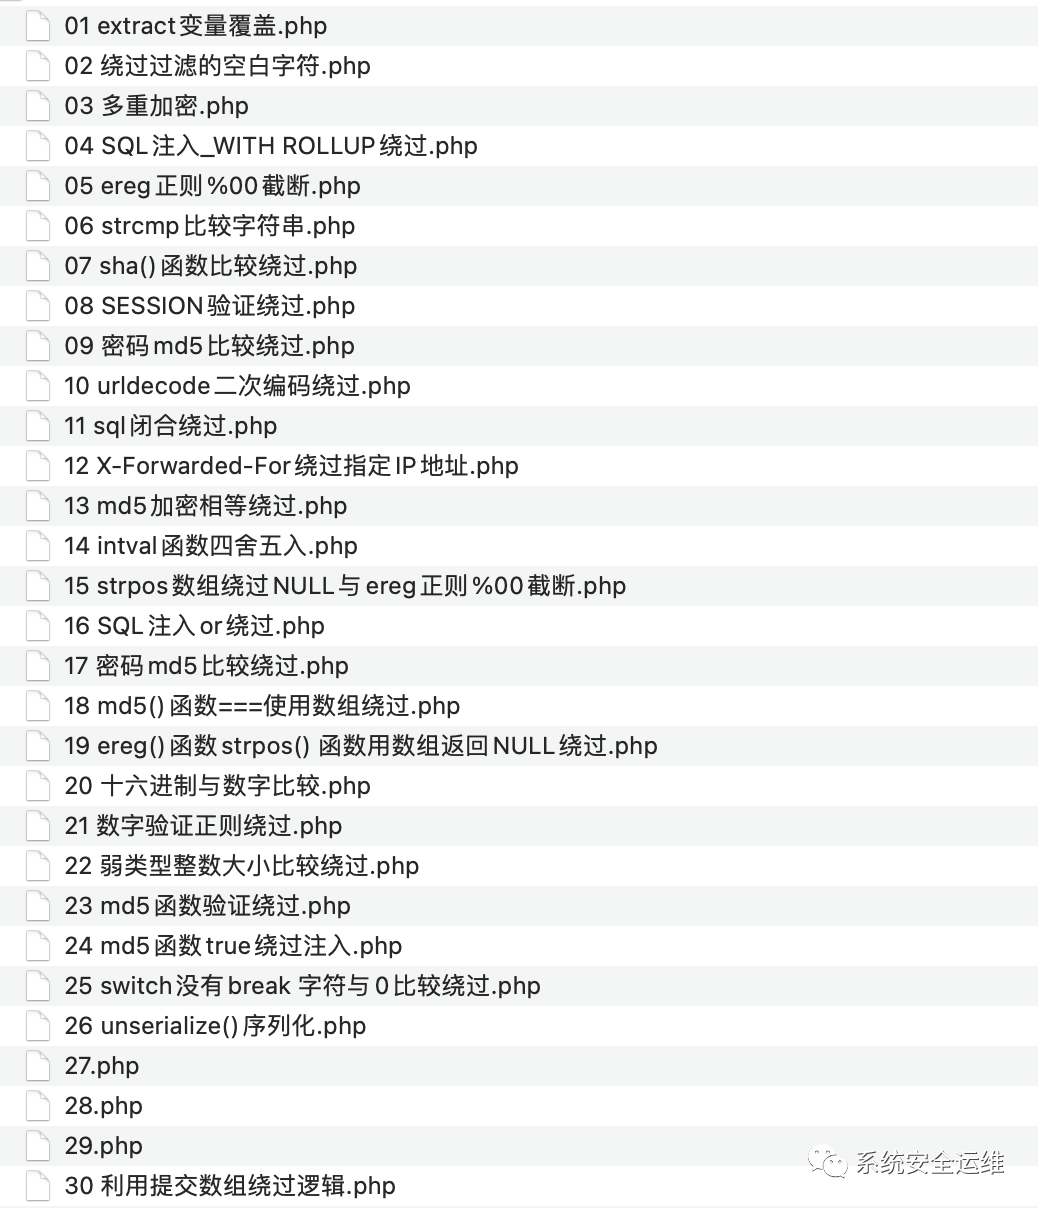 01 extract变量覆盖.php
02 绕过过滤的空白字符.php
03 多重加密.php
04 SQL注入_WITH ROLLUP绕过.php
05 ereg正则%00截断.php
06 strcmp比较字符串.php
07 sha()函数比较绕过.php
08 SESSION验证绕过.php
09 密码md5比较绕过.php
10 urldecode二次编码绕过.php
11 sql闭合绕过.php
12 X-Forwarded-For绕过指定IP地址.php
13 md5加密相等绕过.php
14 intval函数四舍五入.php
15 strpos数组绕过NULL与ereg正则%00截断.php
16 SQL注入or绕过.php
17 密码md5比较绕过.php
18 md5()函数===使用数组绕过.php
19 ereg()函数strpos() 函数用数组返回NULL绕过.php
20 十六进制与数字比较.php
21 数字验证正则绕过.php
22 弱类型整数大小比较绕过.php
23 md5函数验证绕过.php
24 md5函数true绕过注入.php
25 switch没有break 字符与0比较绕过.php
26 unserialize()序列化.php
27.php
28.php
29.php
系统安全运维
30 利用提交数组绕过逻辑.php